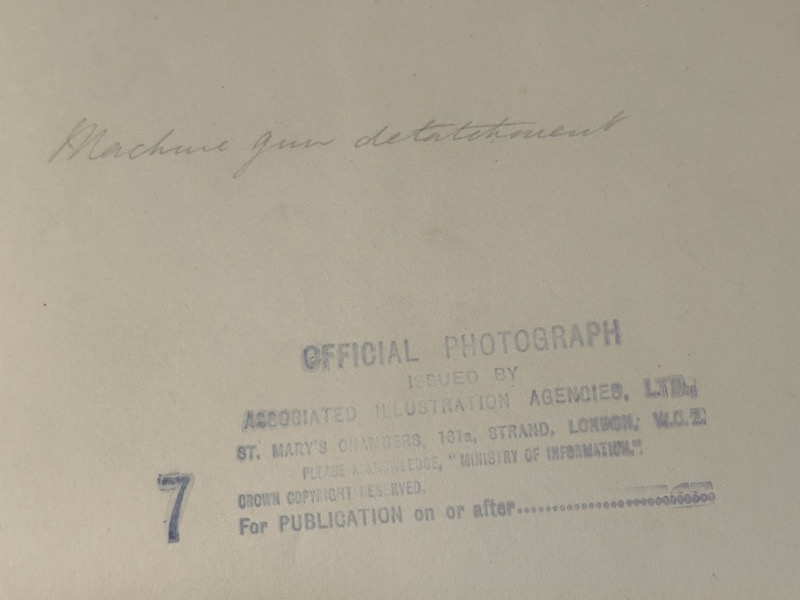 Machine gun detatchment
OFFICIAL PHOTOGRAPH
ISSUED BY
ASSOCIATED ILLUSTRATION AGENCIES, LTD.,
ST. MARY'S CHAMBERS, 161a, STRAND, LONDON, W.C.2.
PLEASE ACKNOWLEDGE, "MINISTRY OF INFORMATION."
CROWN COPYRIGHT RESERVED.
For PUBLICATION on or after....................
7